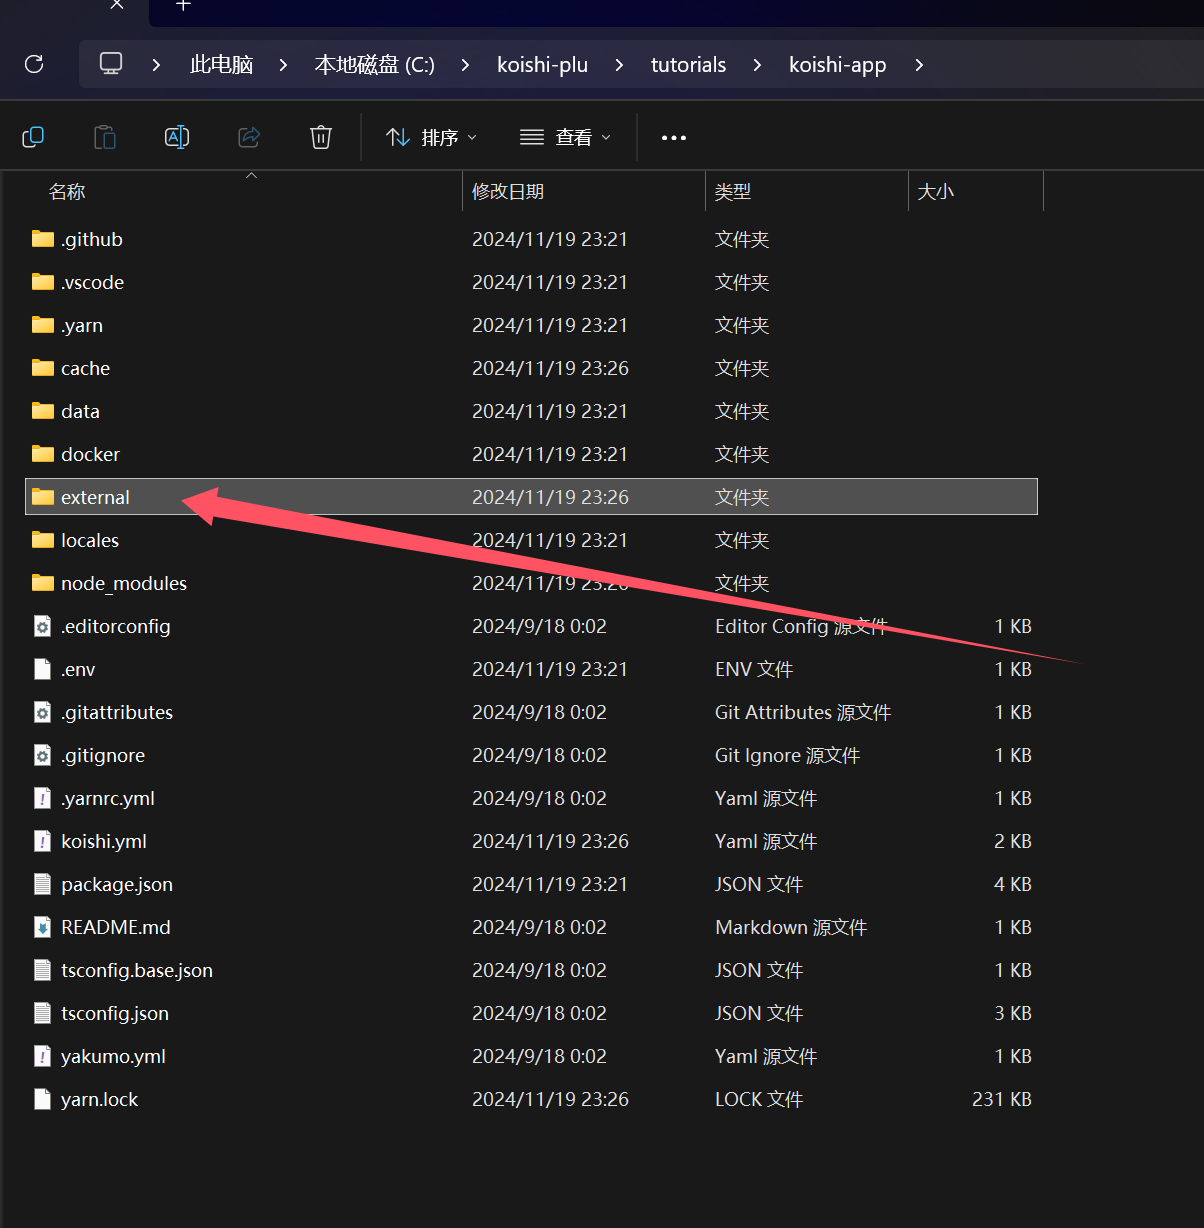 此电脑 > 本地磁盘 (C:) > koishi-plu > tutorials > koishi-app >
排序 查看
名称 修改日期 类型 大小
.github 2024/11/19 23:21 文件夹
.vscode 2024/11/19 23:21 文件夹
.yarn 2024/11/19 23:21 文件夹
cache 2024/11/19 23:26 文件夹
data 2024/11/19 23:21 文件夹
docker 2024/11/19 23:21 文件夹
external 2024/11/19 23:26 文件夹
locales 2024/11/19 23:21 文件夹
node_modules 2024/11/19 23:26 文件夹
.editorconfig 2024/9/18 0:02 Editor Config 源文件 1 KB
.env 2024/11/19 23:21 ENV 文件 1 KB
.gitattributes 2024/9/18 0:02 Git Attributes 源文件 1 KB
.gitignore 2024/9/18 0:02 Git Ignore 源文件 1 KB
.yarnrc.yml 2024/9/18 0:02 Yaml 源文件 1 KB
koishi.yml 2024/11/19 23:26 Yaml 源文件 2 KB
package.json 2024/11/19 23:21 JSON 文件 4 KB
README.md 2024/9/18 0:02 Markdown 源文件 1 KB
tsconfig.base.json 2024/9/18 0:02 JSON 文件 1 KB
tsconfig.json 2024/9/18 0:02 JSON 文件 3 KB
yakumo.yml 2024/9/18 0:02 Yaml 源文件 1 KB
yarn.lock 2024/11/19 23:26 LOCK 文件 231 KB